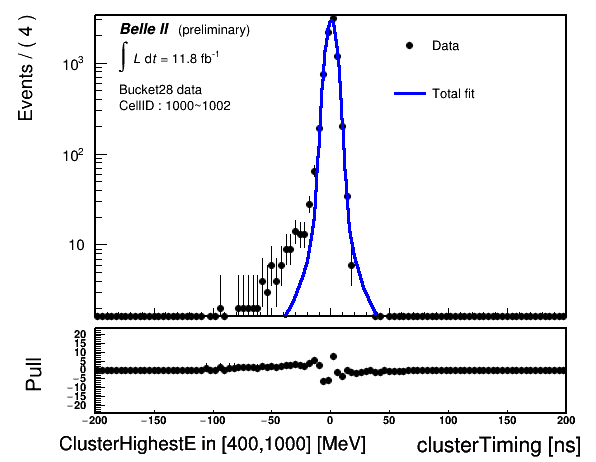 Belle II (preliminary)
∫ L dt = 11.8 fb⁻¹
Bucket28 data
CellID : 1000~1002
Data
Total fit
Events / ( 4 )
10³
10²
10
Pull
20
15
10
5
0
−5
−10
−15
−20
−200 −150 −100 −50 0 50 100 150 200
ClusterHighestE in [400,1000] [MeV] clusterTiming [ns]